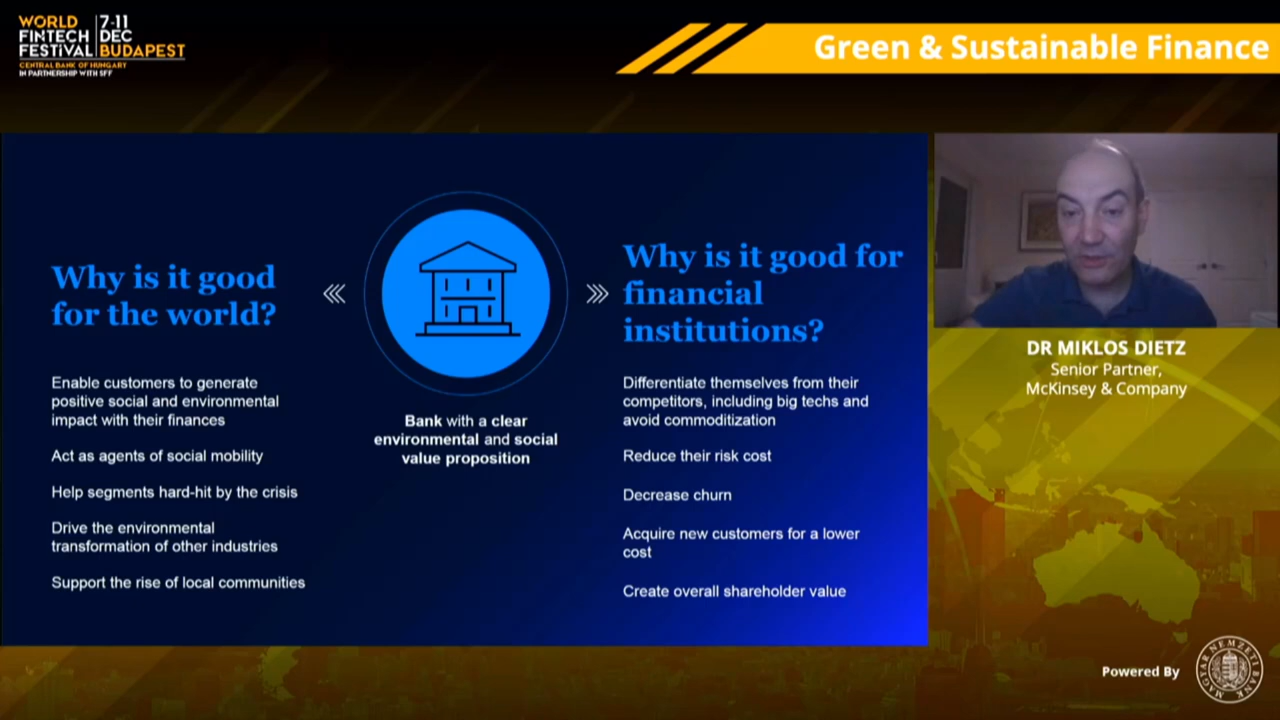 WORLD
FINTECH
FESTiVAL
7-11
DEC
BUDAPEST
CENTRAL BANK OF HUNGARY
IN PARTNERSHIP WITH SFF
Green & Sustainable Finance
Why is it good
for the world?
Enable customers to generate
positive social and environmental
impact with their finances
Act as agents of social mobility
Help segments hard-hit by the crisis
Drive the environmental
transformation of other industries
Support the rise of local communities
Bank with a clear
environmental and social
value proposition
Why is it good for
financial
institutions?
Differentiate themselves from their
competitors, including big techs and
avoid commoditization
Reduce their risk cost
Decrease churn
Acquire new customers for a lower
cost
Create overall shareholder value
DR MIKLOS DIETZ
Senior Partner,
McKinsey & Company
Powered By
MAGYAR NEMZETI BANK